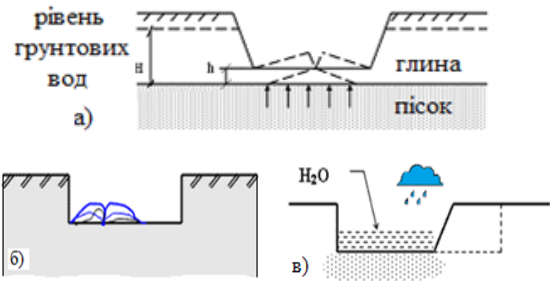 рівень
грунтових
вод
H
h
глина
пісок
а)
б)
H2O
в)